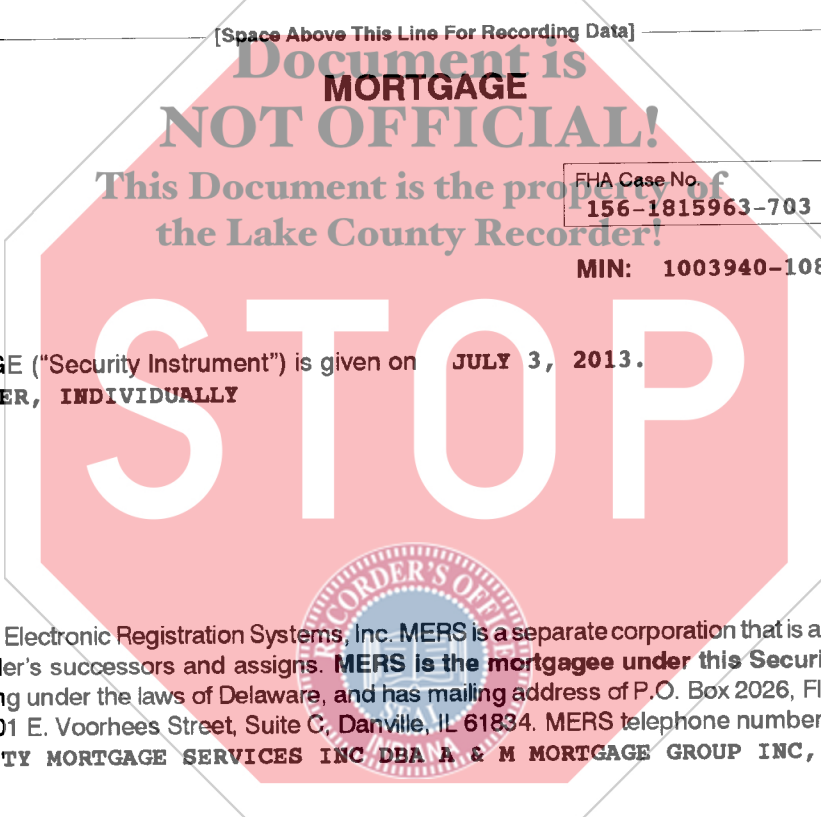 [Space Above This Line For Recording Data]
Document is
MORTGAGE
NOT OFFICIAL!
This Document is the property of
FHA Case No.
156-1815963-703
the Lake County Recorder!
MIN: 1003940-108
STOP
GE ("Security Instrument") is given on JULY 3, 2013.
ER, INDIVIDUALLY
RECORDER'S OFFICE
SEAL
INDIANA
Electronic Registration Systems, Inc. MERS is a separate corporation that is a
der's successors and assigns. MERS is the mortgagee under this Securi
ng under the laws of Delaware, and has mailing address of P.O. Box 2026, Fl
01 E. Voorhees Street, Suite C, Danville, IL 61834. MERS telephone number
TY MORTGAGE SERVICES INC DBA A & M MORTGAGE GROUP INC,